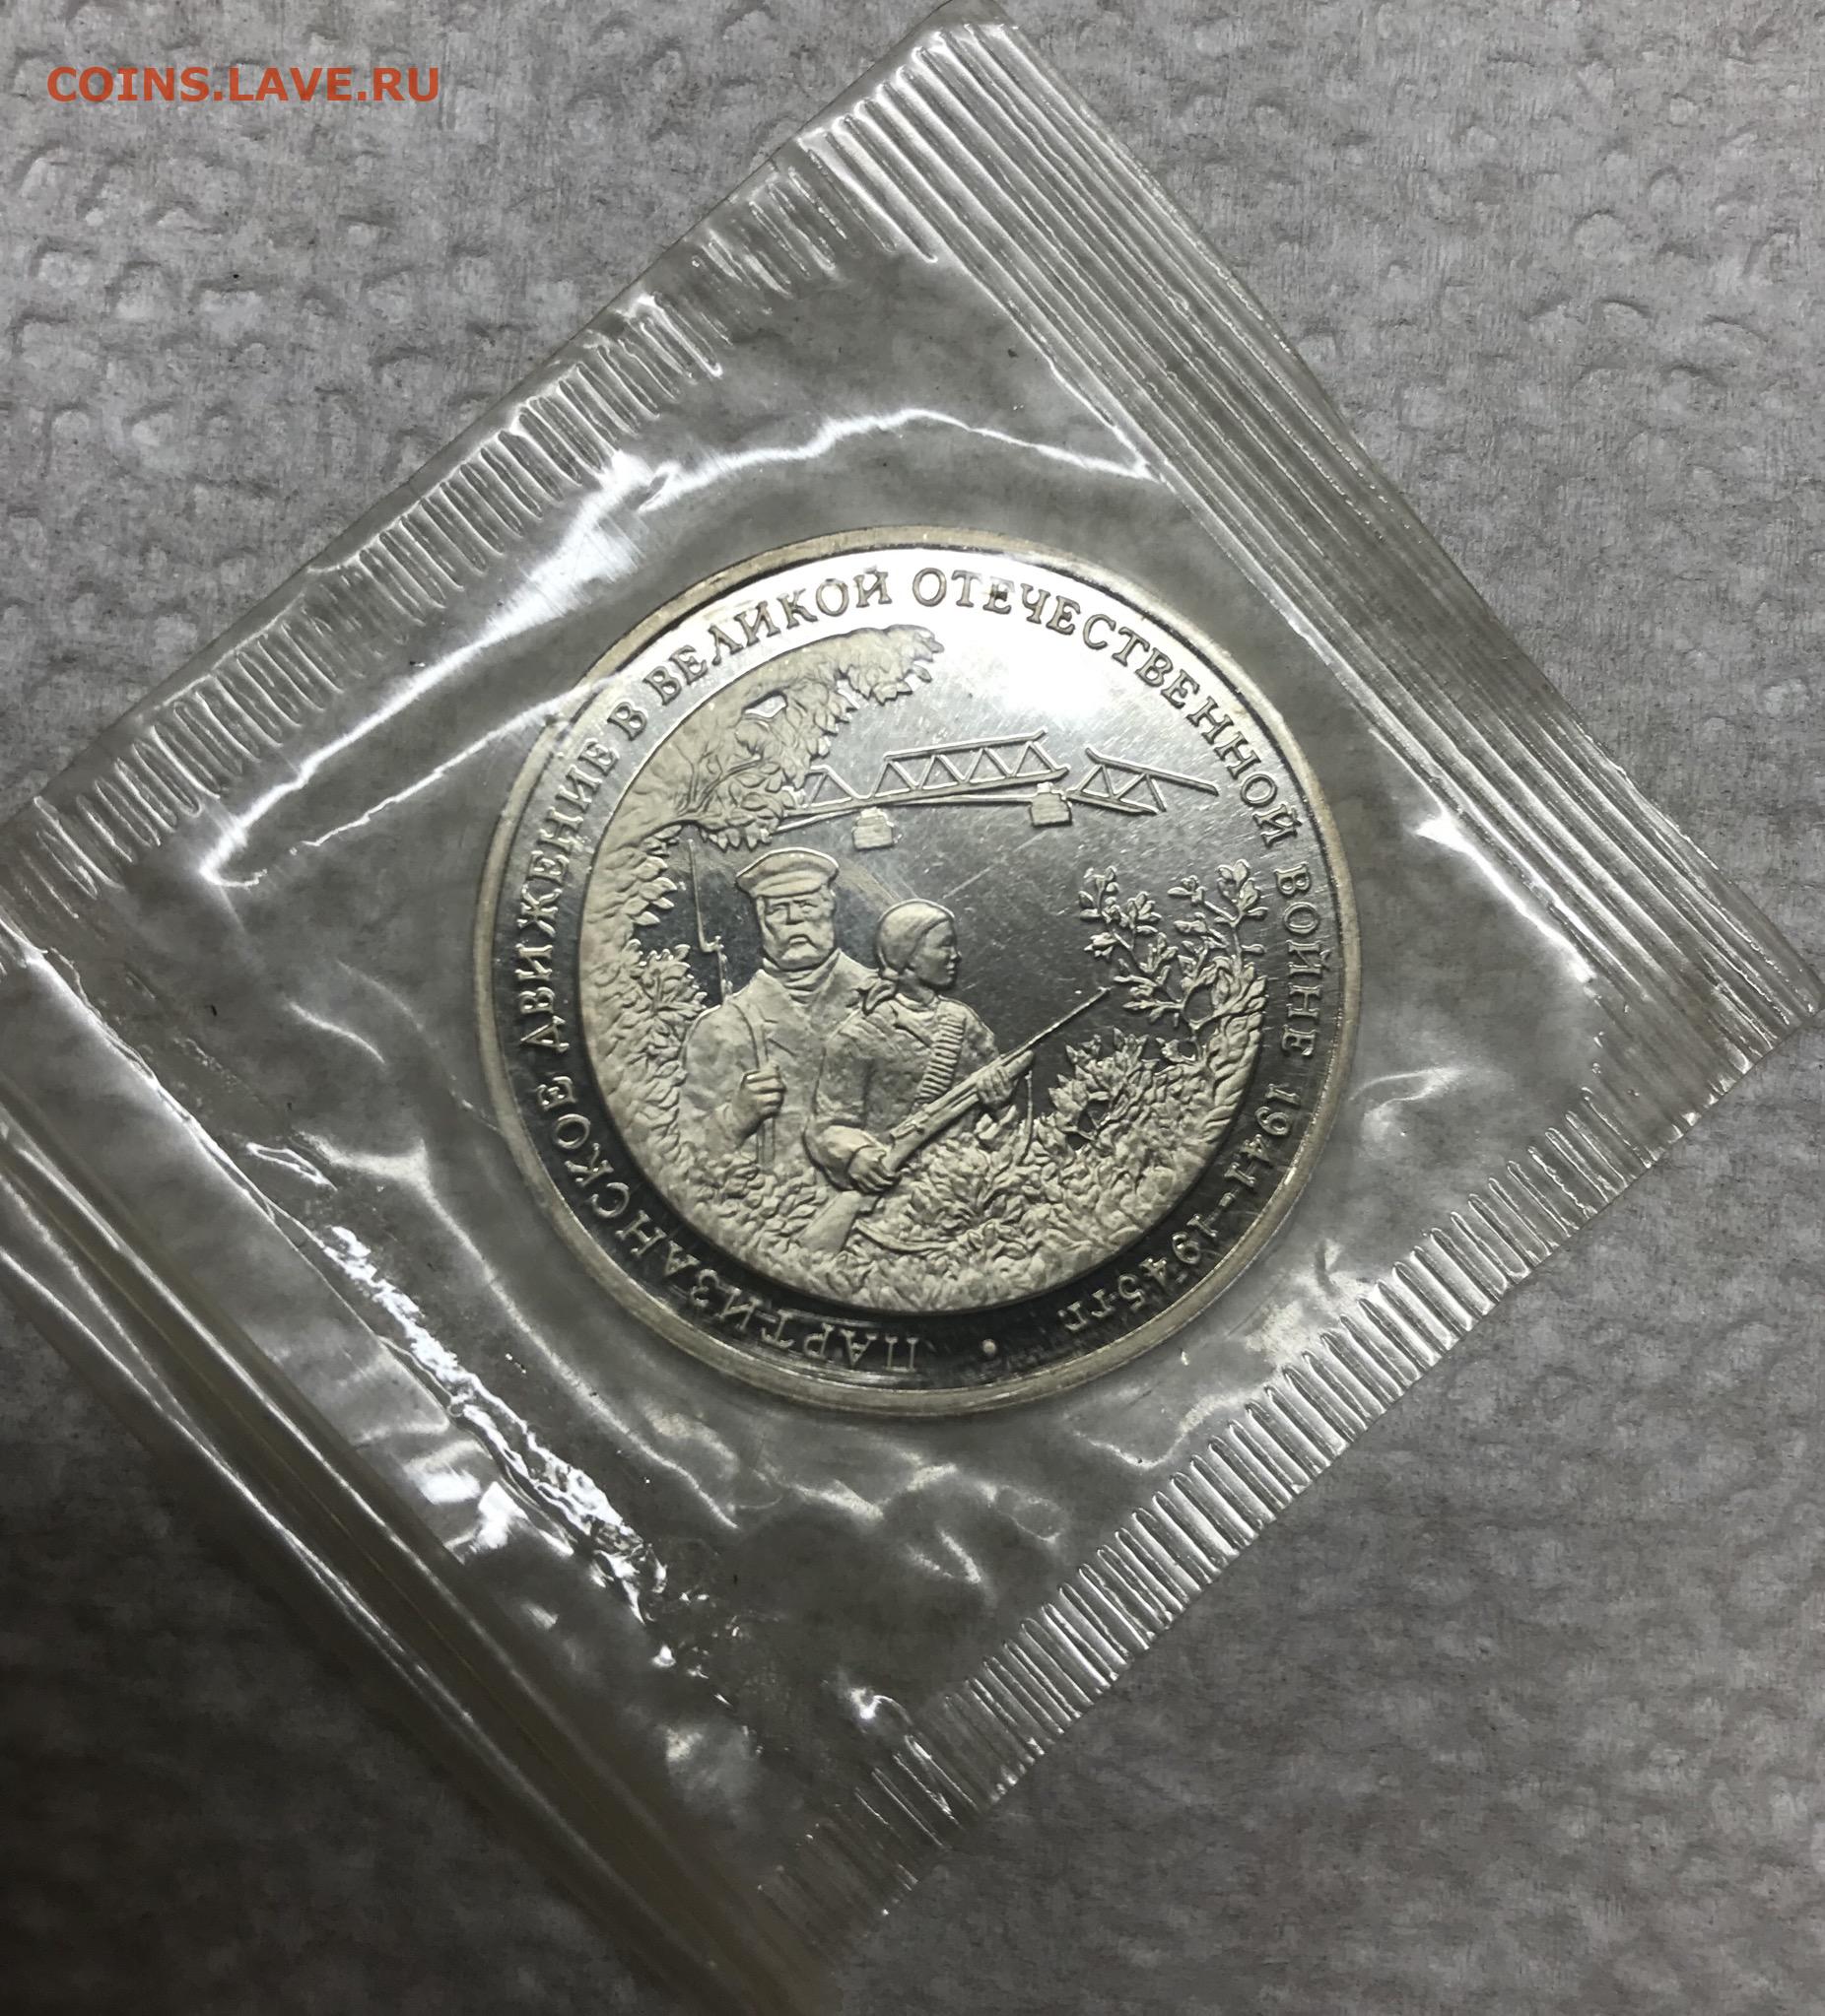 COINS.LAVE.RU
ПАРТИЗАНСКОЕ ДВИЖЕНИЕ В ВЕЛИКОЙ ОТЕЧЕСТВЕННОЙ ВОЙНЕ 1941-1945 гг. •